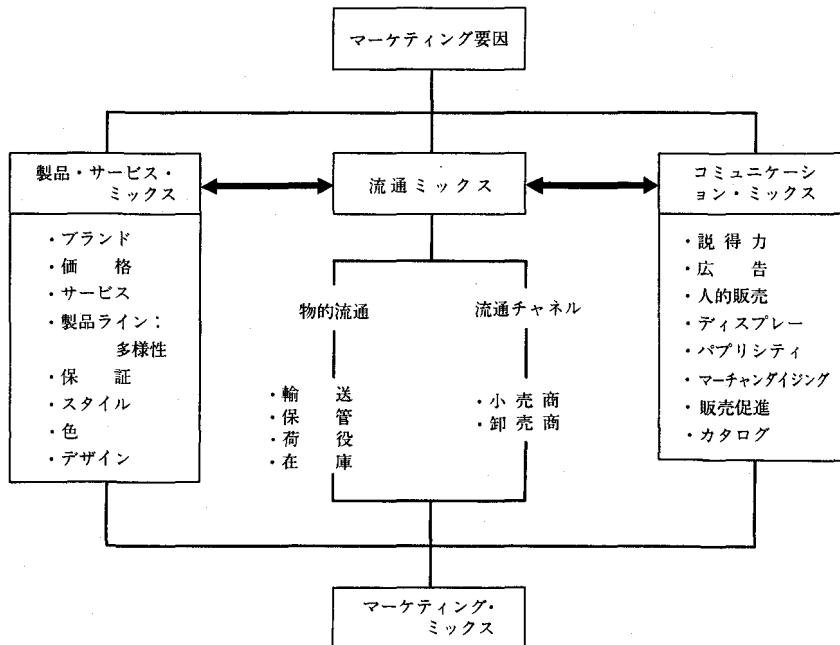 マーケティング要因
製品・サービス・
ミックス
流通ミックス
コミュニケーシ
ョン・ミックス
・ブランド
・価　　格
・サービス
・製品ライン：
多様性
・保　　証
・スタイル
・色
・デザイン
物的流通
・輸　　送
・保　　管
・荷　　役
・在　　庫
流通チャネル
・小売商
・卸売商
・説得力
・広　　告
・人的販売
・ディスプレー
・パブリシティ
・マーチャンダイジング
・販売促進
・カタログ
マーケティング・
ミックス